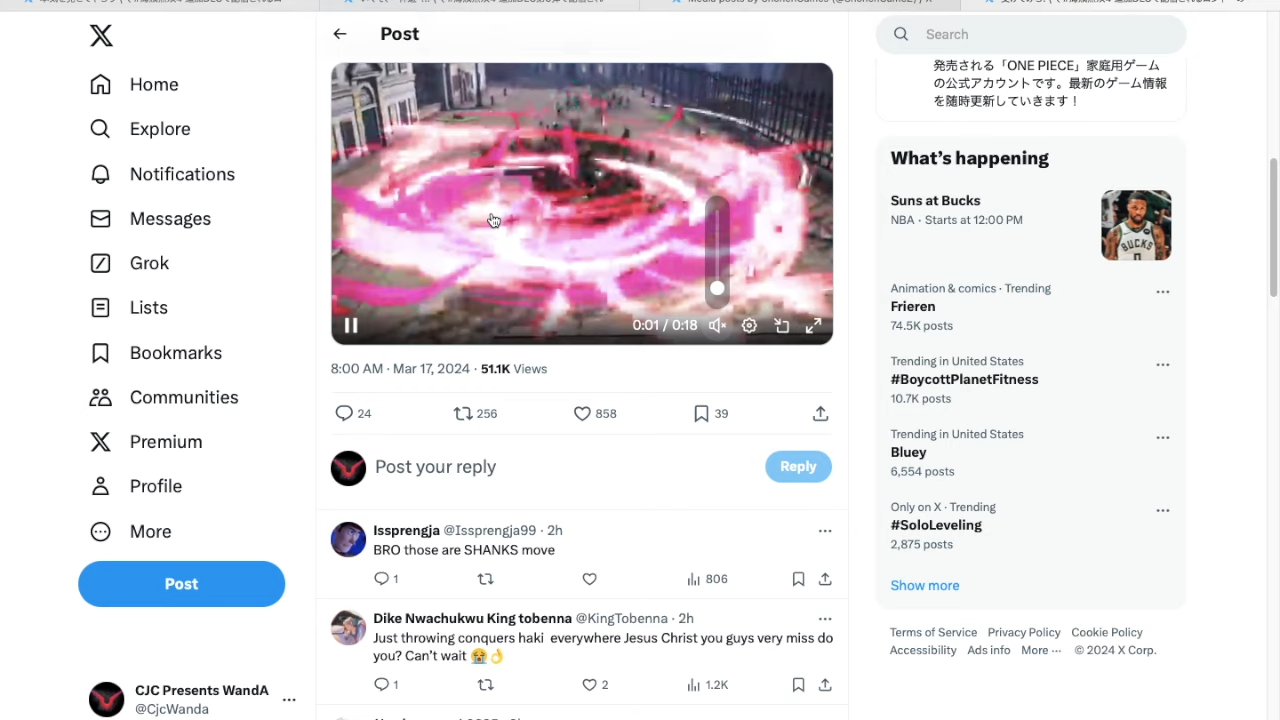 Home
Explore
Notifications
Messages
Grok
Lists
Bookmarks
Communities
Premium
Profile
More
Post
CJC Presents WandA
@CjcWanda
Post
0:01 / 0:18
8:00 AM · Mar 17, 2024 · 51.1K Views
24
256
858
39
Post your reply
Reply
Issprengja @Issprengja99 · 2h
BRO those are SHANKS move
1
806
Dike Nwachukwu King tobenna @KingTobenna · 2h
Just throwing conquers haki everywhere Jesus Christ you guys very miss do
you? Can't wait 😭👌
1
2
1.2K
Search
発売される「ONE PIECE」家庭用ゲーム
の公式アカウントです。最新のゲーム情報
を随時更新していきます！
What's happening
Suns at Bucks
NBA · Starts at 12:00 PM
BUCKS
Animation & comics · Trending
Frieren
74.5K posts
Trending in United States
#BoycottPlanetFitness
10.7K posts
Trending in United States
Bluey
6,554 posts
Only on X · Trending
#SoloLeveling
2,875 posts
Show more
Terms of Service Privacy Policy Cookie Policy
Accessibility Ads info More ··· © 2024 X Corp.